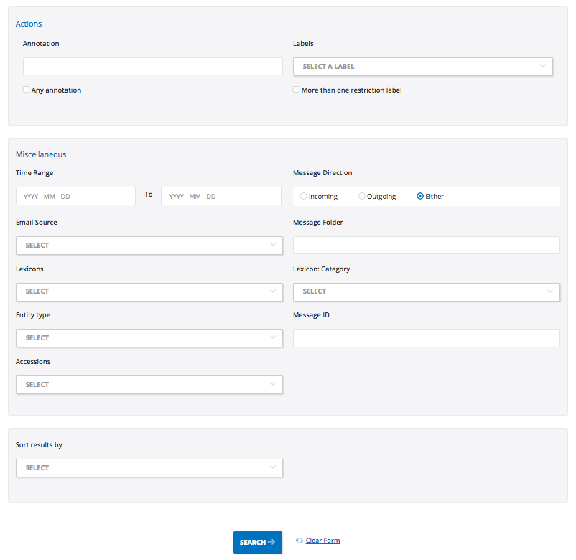 Actions
Annotation
Labels
SELECT A LABEL
Any annotation
More than one restriction label
Miscellaneous
Time Range
Message Direction
YYYY - MM - DD
To
YYYY - MM - DD
Incoming
Outgoing
Either
Email Source
Message Folder
SELECT
Lexicons
Lexicon: Category
SELECT
SELECT
Entity type
Message ID
SELECT
Accessions
SELECT
Sort results by
SELECT
SEARCH
Clear Form